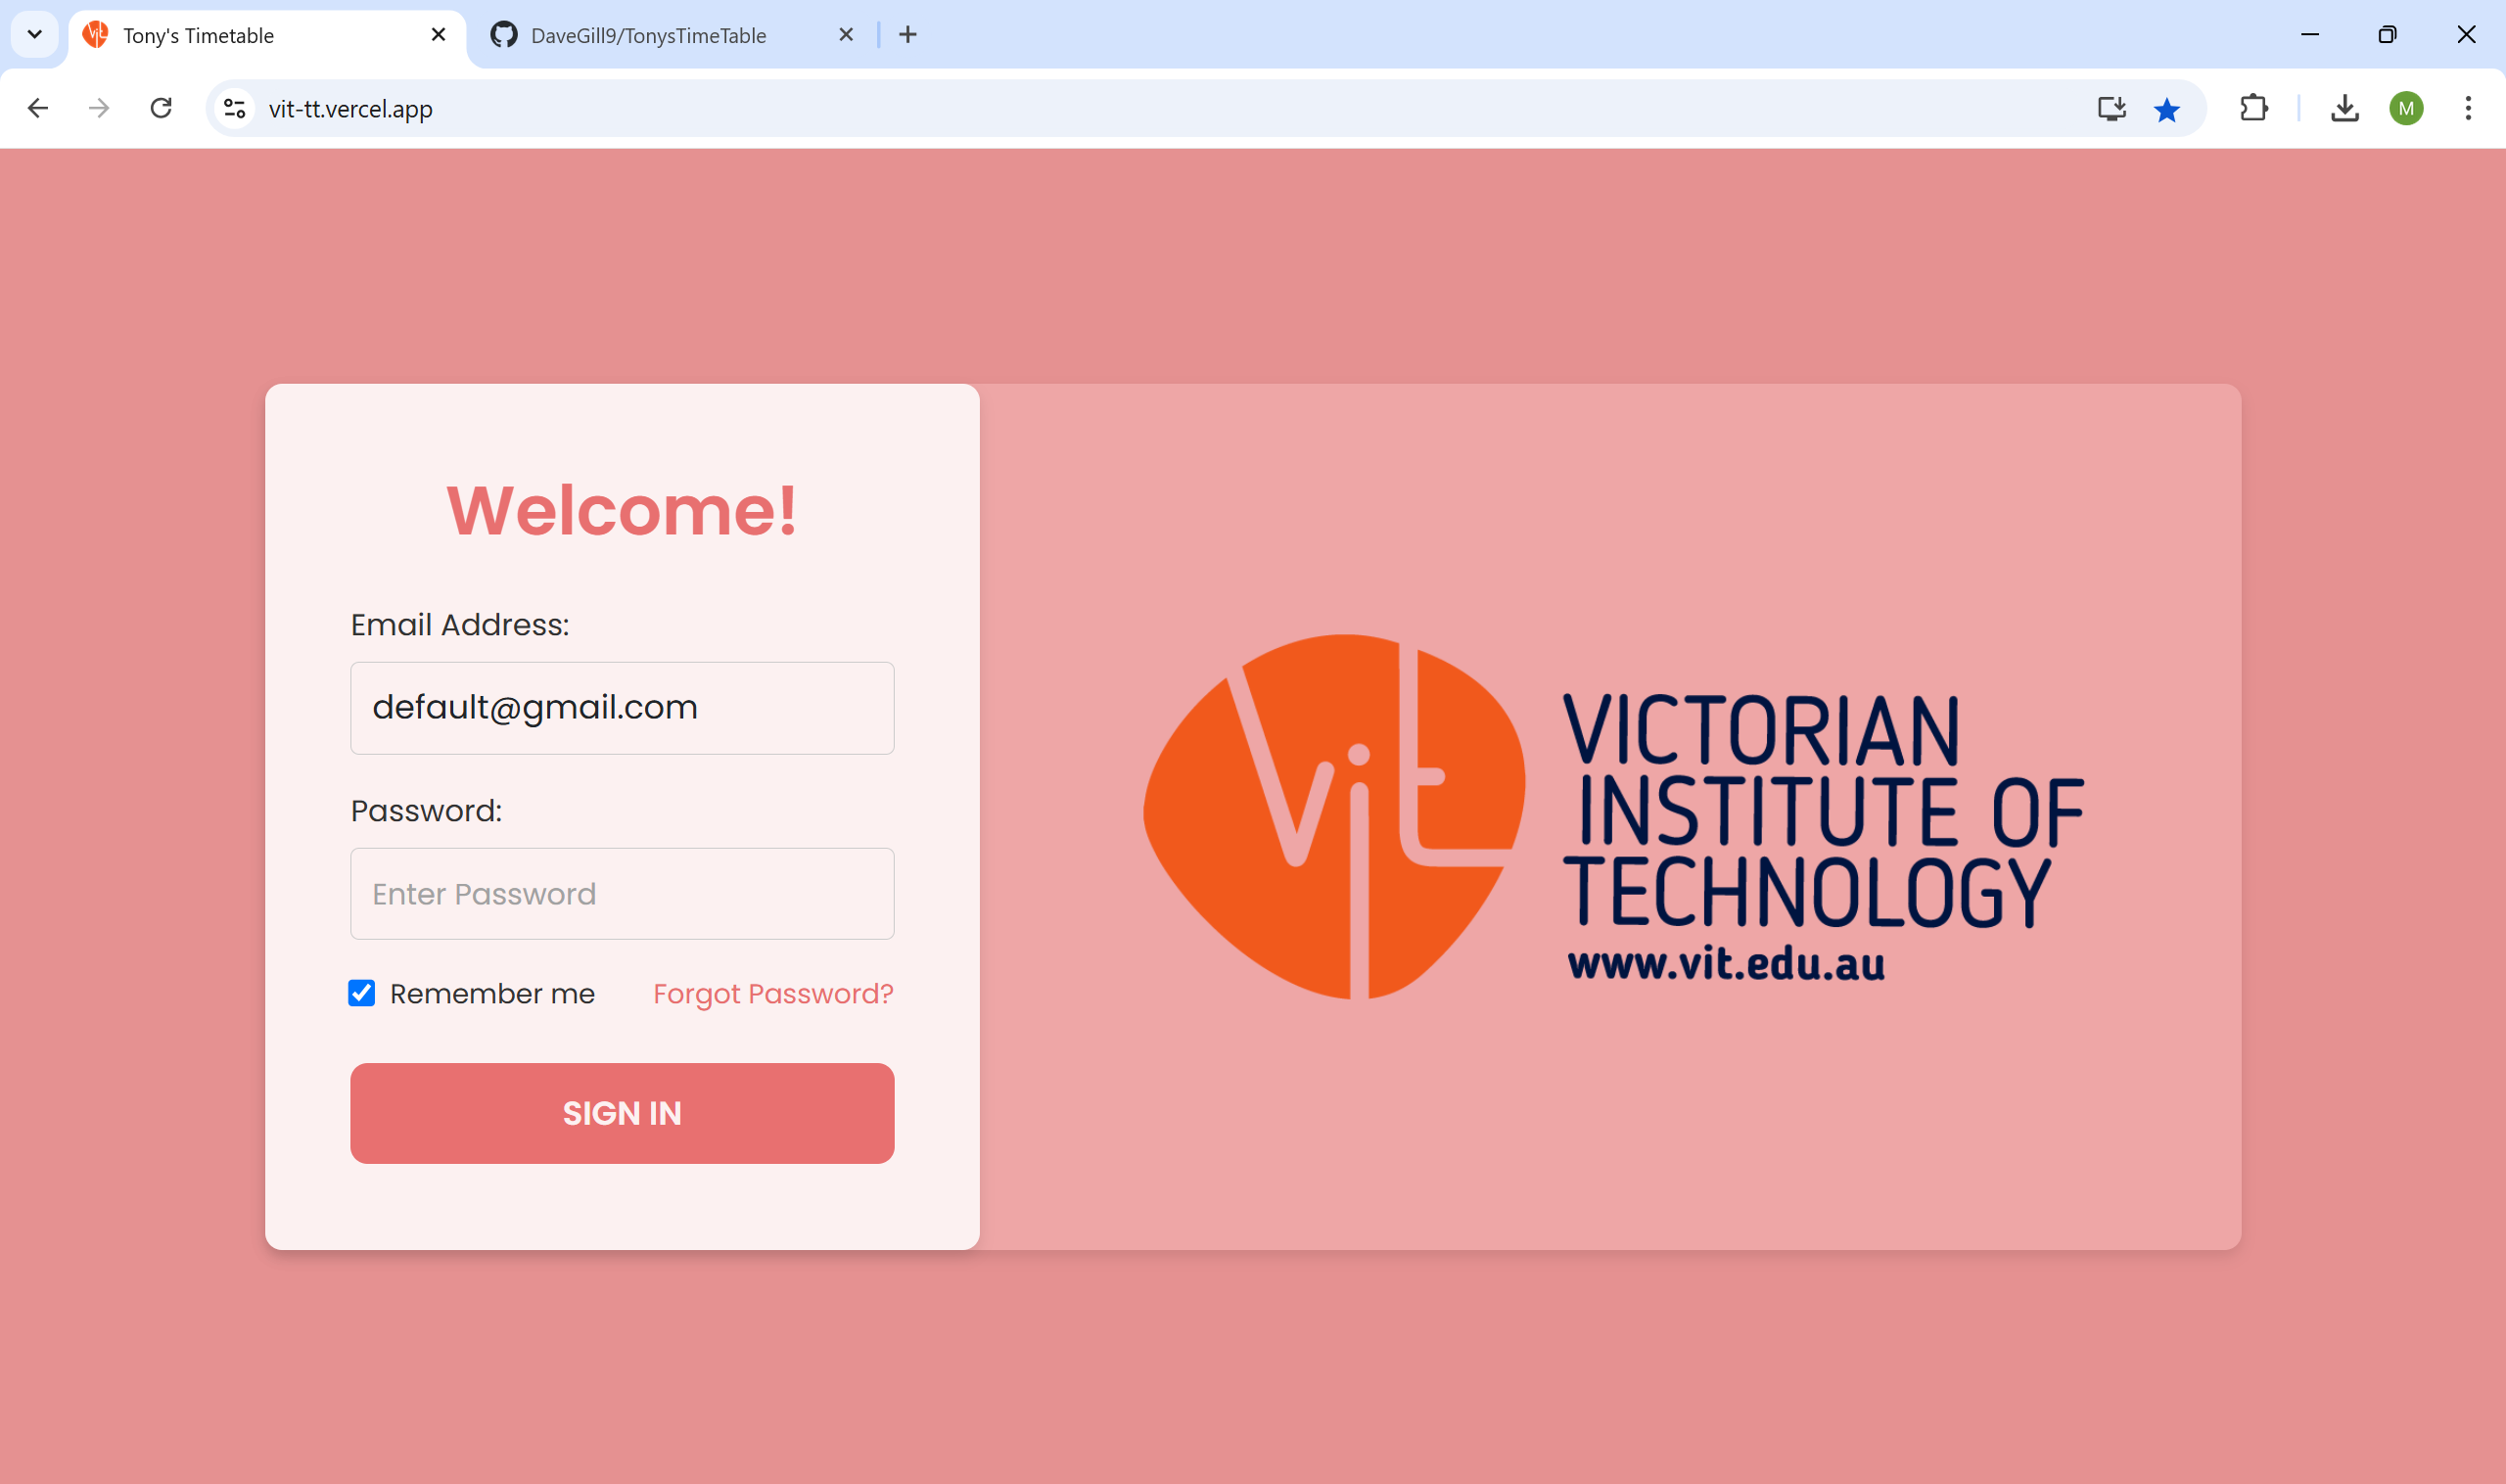 Tony's Timetable
DaveGill9/TonysTimeTable
vit-tt.vercel.app
M
Welcome!
Email Address:
default@gmail.com
Password:
Enter Password
Remember me
Forgot Password?
SIGN IN
vit
VICTORIAN
INSTITUTE OF
TECHNOLOGY
www.vit.edu.au